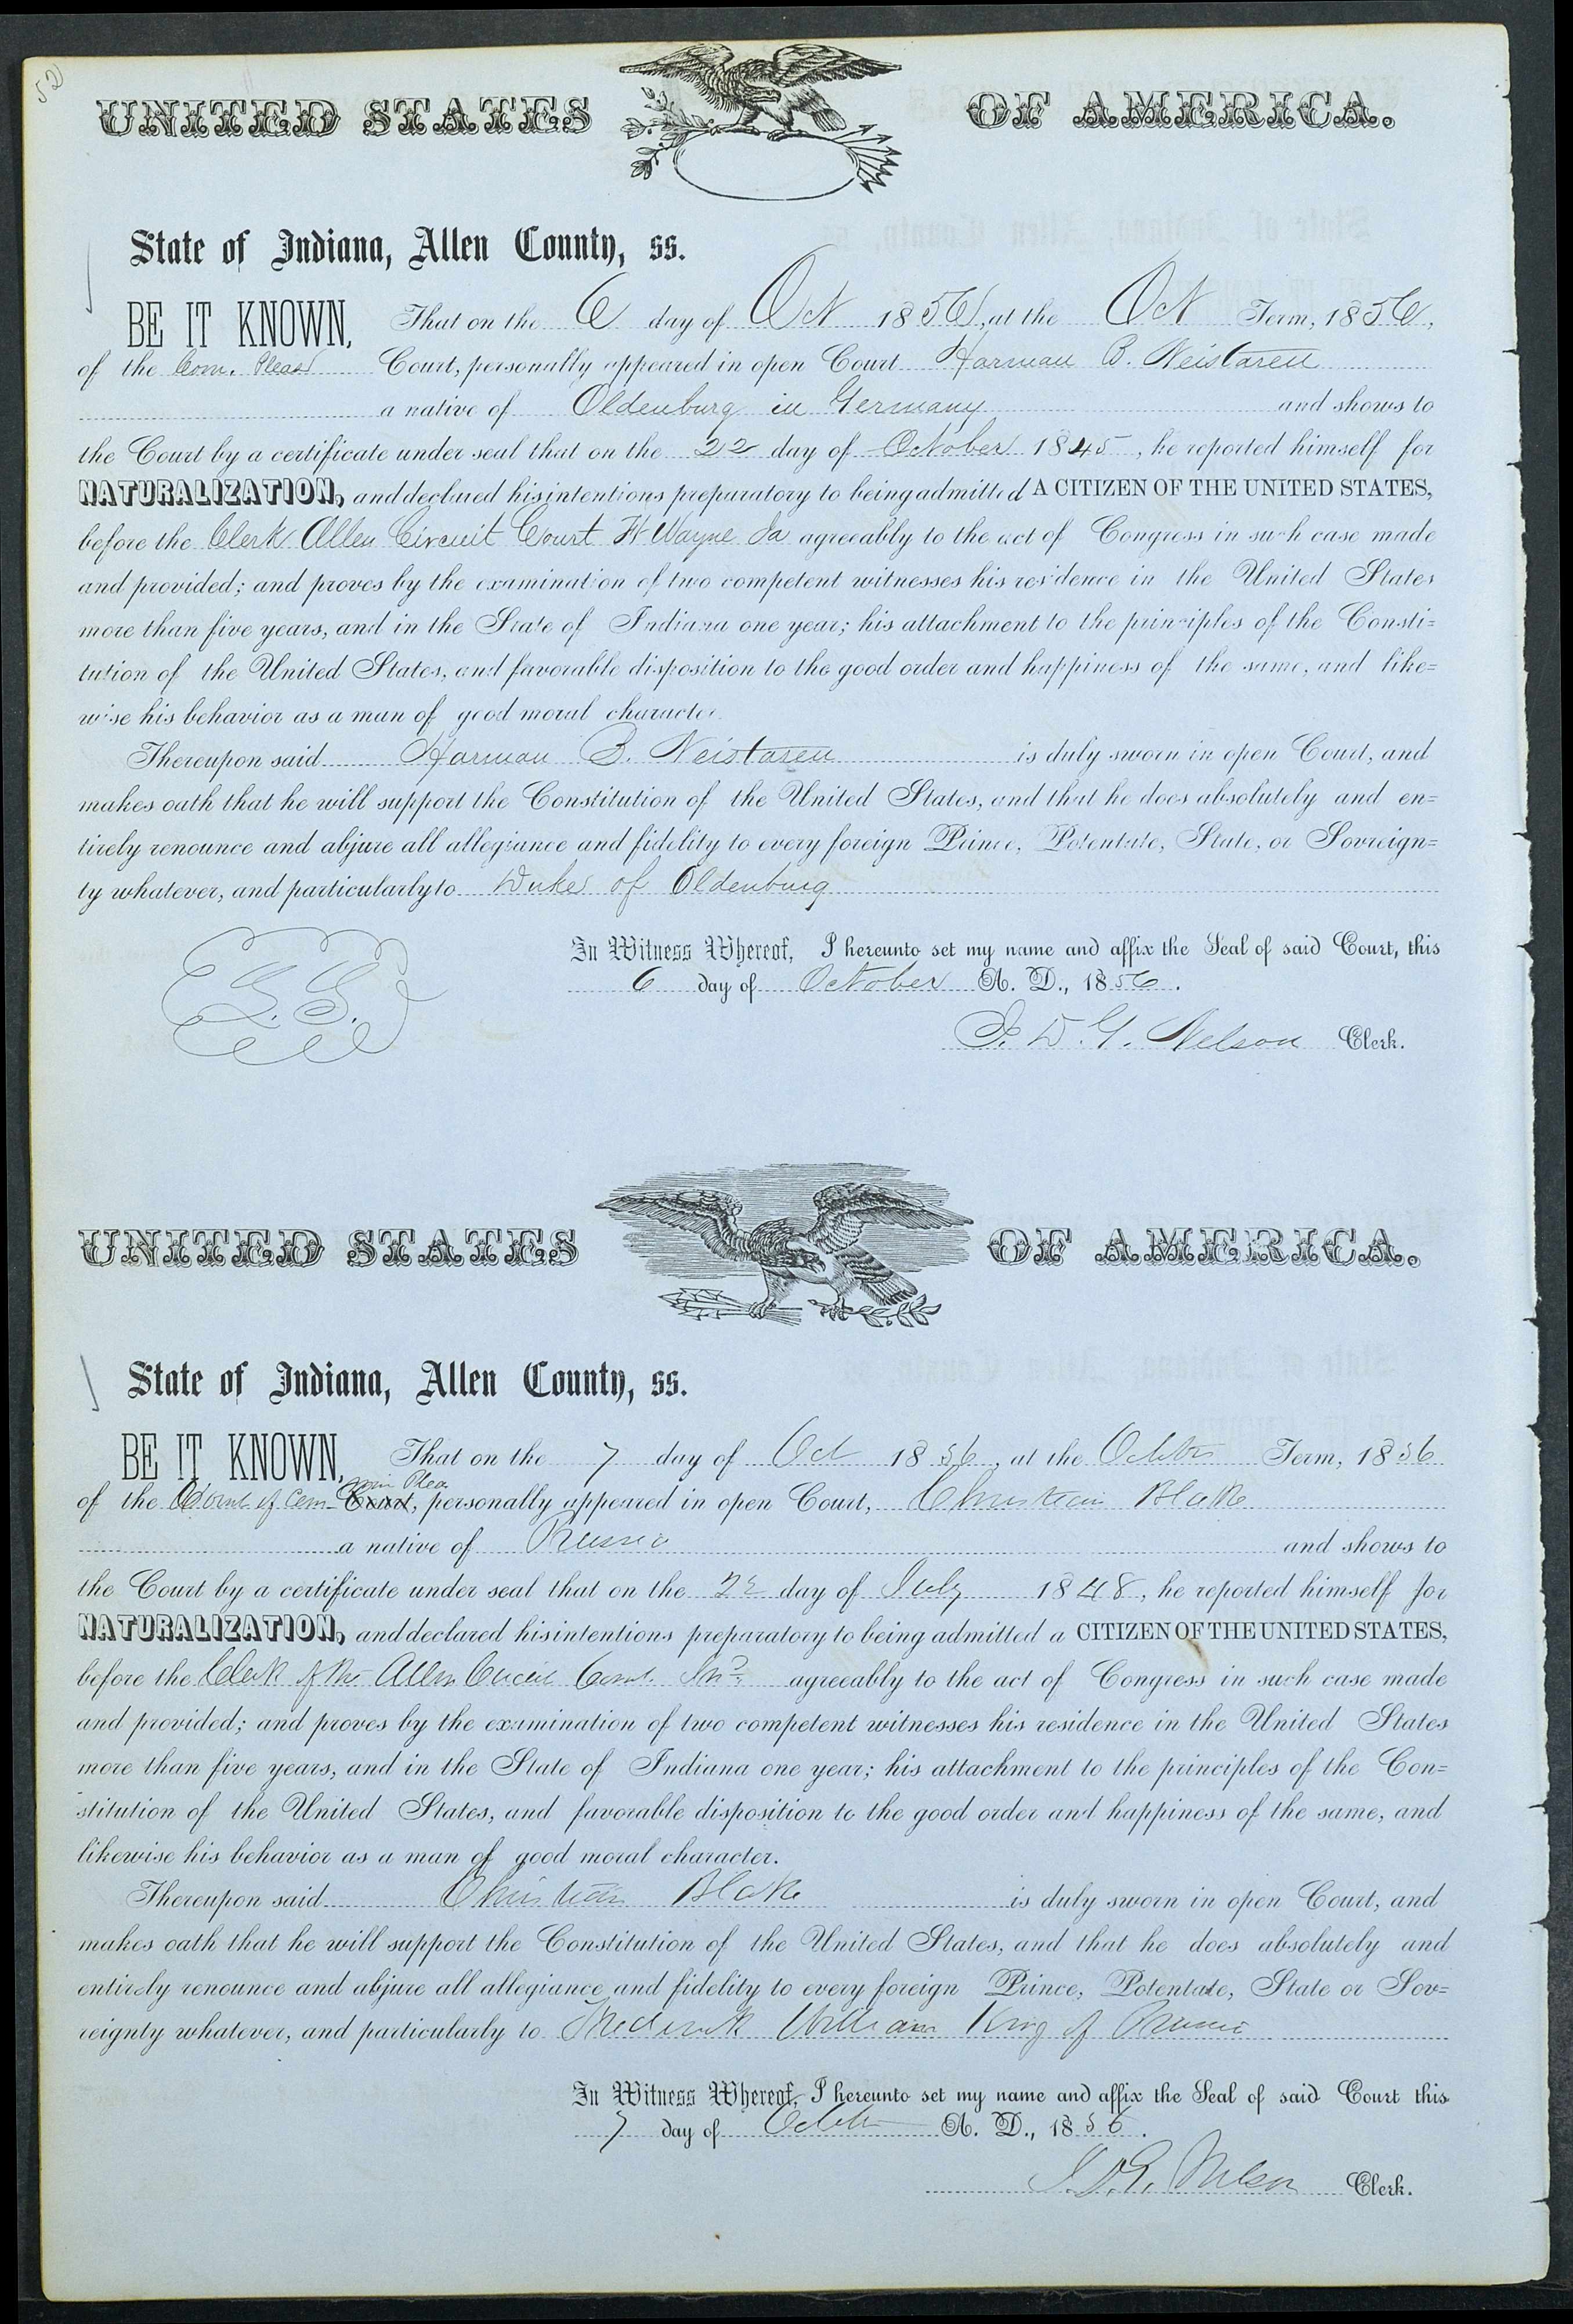 52
UNITED STATES OF AMERICA.
State of Indiana, Allen County, ss.
BE IT KNOWN, That on the 6 day of Oct 1856, at the Oct Term, 1856,
of the Com. Pleas Court, personally appeared in open Court Harman B. Neistaren
a native of Oldenburg in Germany and shows to
the Court by a certificate under seal that on the 22 day of October 1845, he reported himself for
NATURALIZATION, and declared his intentions preparatory to being admitted A CITIZEN OF THE UNITED STATES,
before the Clerk Allen Circuit Court Ft Wayne Ia agreeably to the act of Congress in such case made
and provided; and proves by the examination of two competent witnesses his residence in the United States
more than five years, and in the State of Indiana one year; his attachment to the principles of the Consti=
tution of the United States, and favorable disposition to the good order and happiness of the same, and like=
wise his behavior as a man of good moral character.
Thereupon said Harman B. Neistaren is duly sworn in open Court, and
makes oath that he will support the Constitution of the United States, and that he does absolutely and en=
tirely renounce and abjure all allegiance and fidelity to every foreign Prince, Potentate, State, or Sovreign=
ty whatever, and particularly to Duke of Oldenburg
In Witness Whereof, I hereunto set my name and affix the Seal of said Court, this
6 day of October A. D., 1856.
I. D. G. Nelson Clerk.
UNITED STATES OF AMERICA.
State of Indiana, Allen County, ss.
BE IT KNOWN, That on the 7 day of Oct 1856, at the Octbr Term, 1856
of the Court of Com mon Pleas Court, personally appeared in open Court, Christian Blake
a native of Prussia and shows to
the Court by a certificate under seal that on the 22 day of July 1848, he reported himself for
NATURALIZATION, and declared his intentions preparatory to being admitted a CITIZEN OF THE UNITED STATES,
before the Clerk of the Allen Circuit Court Ind. agreeably to the act of Congress in such case made
and provided; and proves by the examination of two competent witnesses his residence in the United States
more than five years, and in the State of Indiana one year; his attachment to the principles of the Con=
stitution of the United States, and favorable disposition to the good order and happiness of the same, and
likewise his behavior as a man of good moral character.
Thereupon said Christian Blake is duly sworn in open Court, and
makes oath that he will support the Constitution of the United States, and that he does absolutely and
entirely renounce and abjure all allegiance and fidelity to every foreign Prince, Potentate, State or Sov=
reignty whatever, and particularly to Frederick William King of Prussia
In Witness Whereof, I hereunto set my name and affix the Seal of said Court this
7 day of Octbr A. D., 1856.
I. D. G. Nelson Clerk.